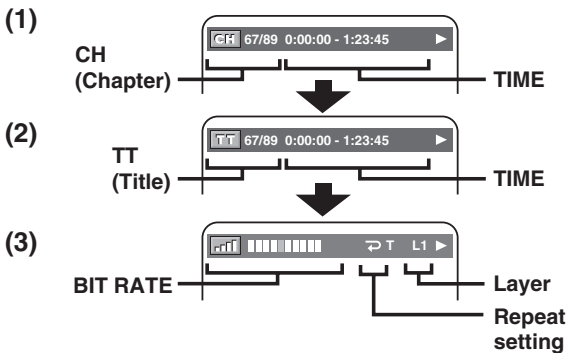 (1)
CH 67/89 0:00:00 - 1:23:45
CH
(Chapter)
TIME
(2)
TT 67/89 0:00:00 - 1:23:45
TT
(Title)
TIME
(3)
T L1
BIT RATE
Layer
Repeat
setting